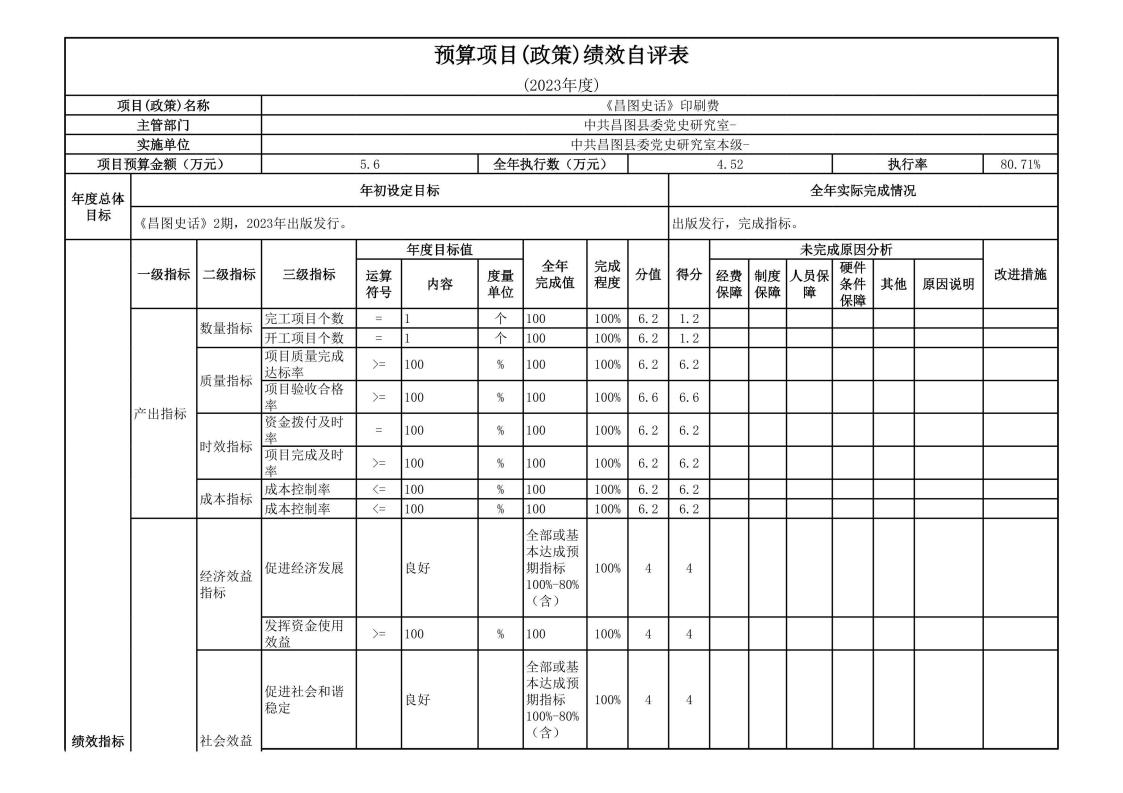 预算项目(政策)绩效自评表
(2023年度)
项目(政策)名称 《昌图史话》印刷费
主管部门 中共昌图县委党史研究室-
实施单位 中共昌图县委党史研究室本级-
项目预算金额（万元） 5.6 全年执行数（万元） 4.52 执行率 80.71%
年度总体
目标
年初设定目标 全年实际完成情况
《昌图史话》2期，2023年出版发行。 出版发行，完成指标。
绩效指标
一级指标 二级指标 三级指标 年度目标值 全年
完成值 完成
程度 分值 得分 未完成原因分析 改进措施
运算
符号 内容 度量
单位 经费
保障 制度
保障 人员保
障 硬件
条件
保障 其他 原因说明
产出指标
数量指标
完工项目个数 = 1 个 100 100% 6.2 1.2
开工项目个数 = 1 个 100 100% 6.2 1.2
质量指标
项目质量完成
达标率 >= 100 % 100 100% 6.2 6.2
项目验收合格
率 >= 100 % 100 100% 6.6 6.6
时效指标
资金拨付及时
率 = 100 % 100 100% 6.2 6.2
项目完成及时
率 >= 100 % 100 100% 6.2 6.2
成本指标
成本控制率 <= 100 % 100 100% 6.2 6.2
成本控制率 <= 100 % 100 100% 6.2 6.2
经济效益
指标
促进经济发展 良好 全部或基
本达成预
期指标
100%-80%
（含） 100% 4 4
发挥资金使用
效益 >= 100 % 100 100% 4 4
社会效益
促进社会和谐
稳定 良好 全部或基
本达成预
期指标
100%-80%
（含） 100% 4 4